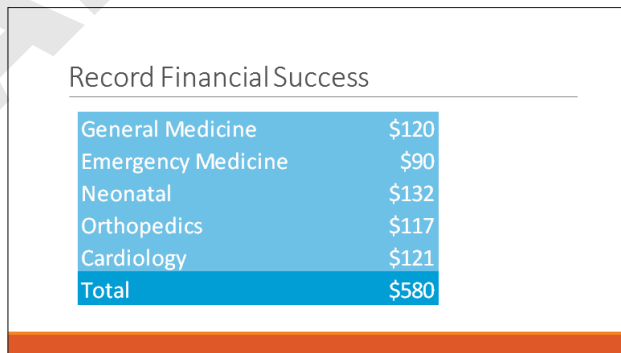 Record Financial Success
General Medicine $120
Emergency Medicine $90
Neonatal $132
Orthopedics $117
Cardiology $121
Total $580